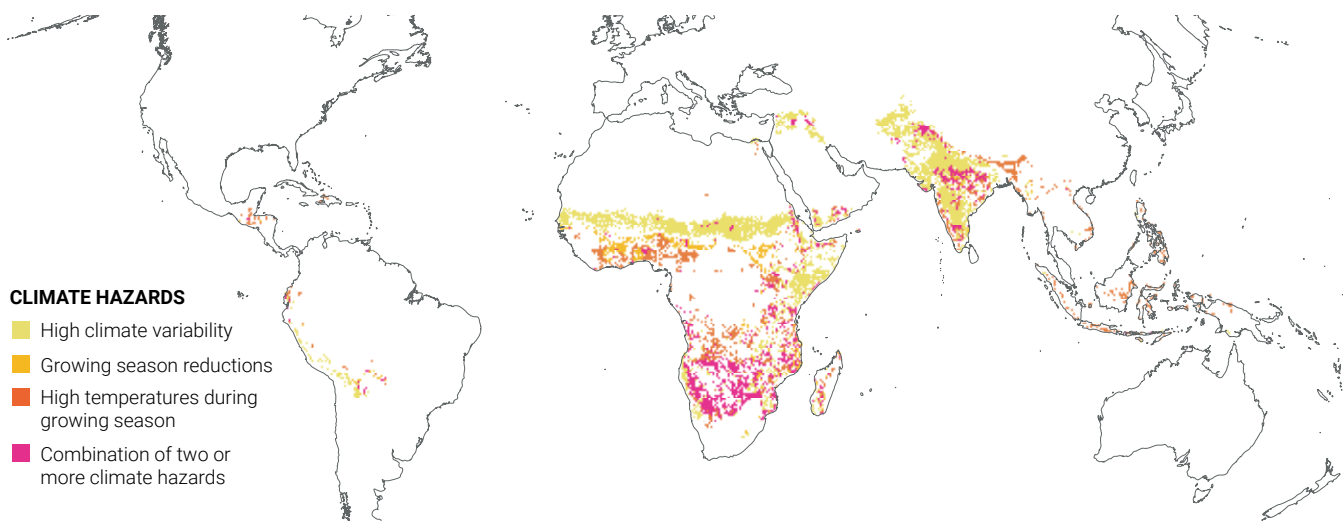 CLIMATE HAZARDS
High climate variability
Growing season reductions
High temperatures during
growing season
Combination of two or
more climate hazards